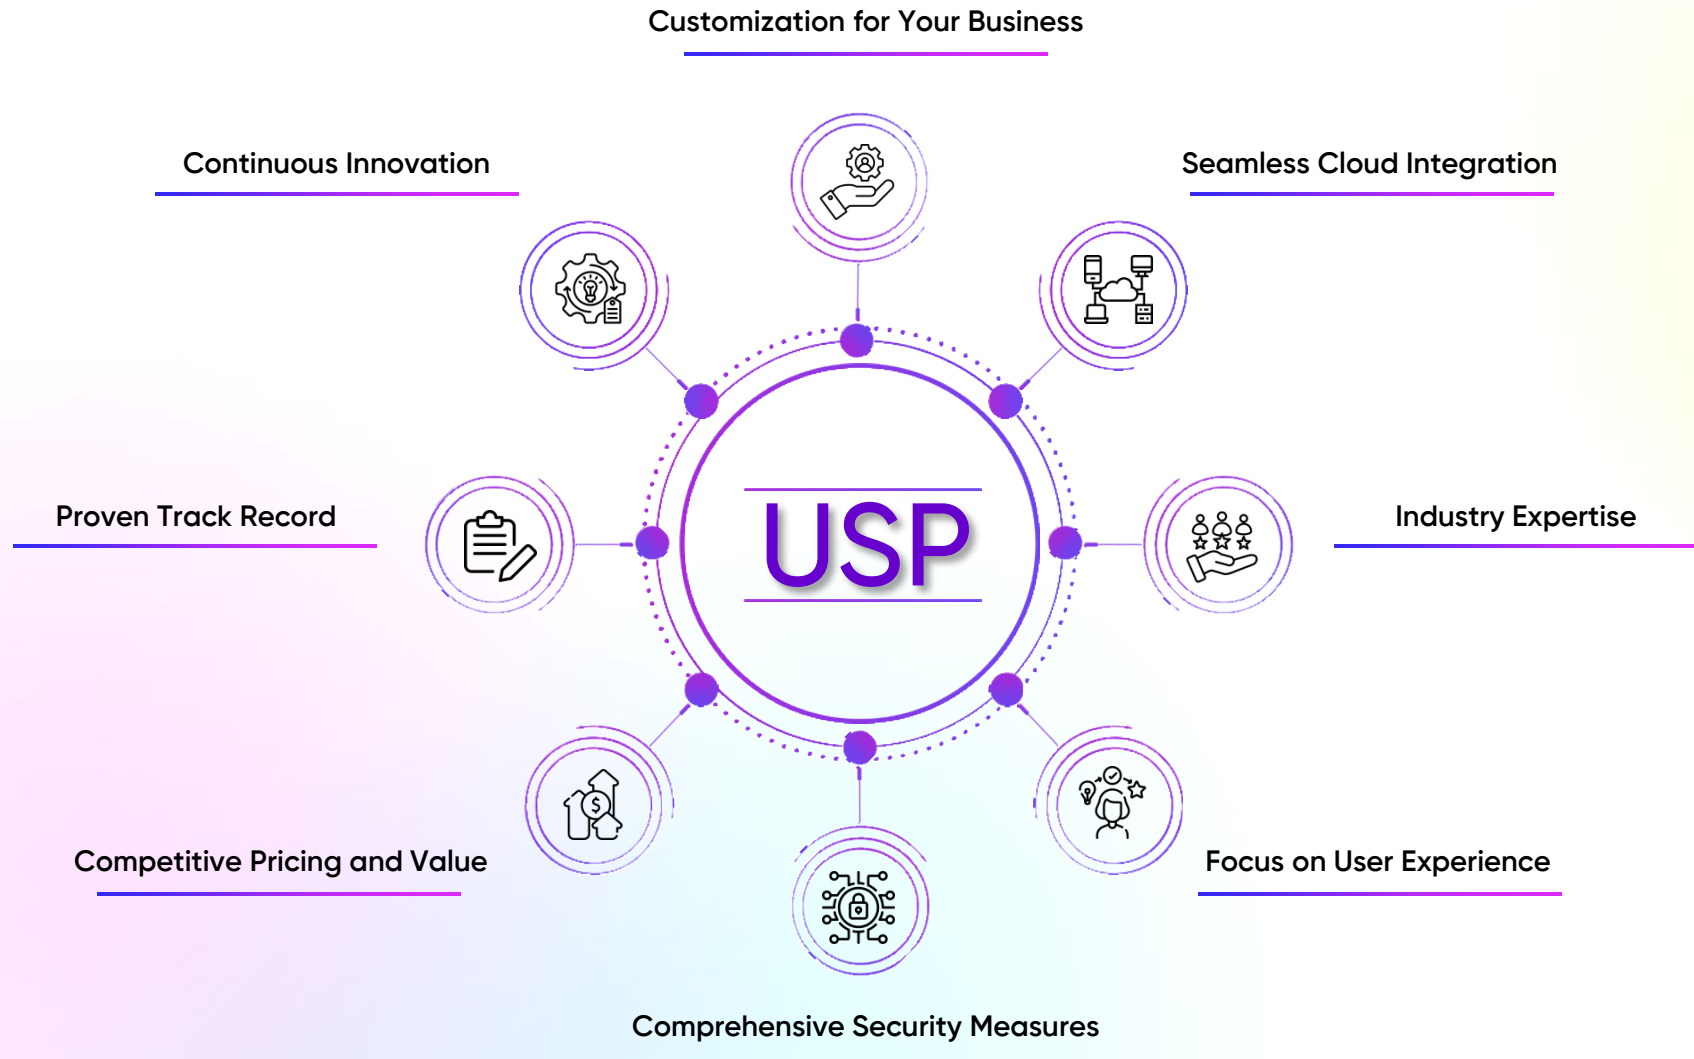 Customization for Your Business
Continuous Innovation
Seamless Cloud Integration
Proven Track Record
USP
Industry Expertise
Competitive Pricing and Value
Focus on User Experience
Comprehensive Security Measures